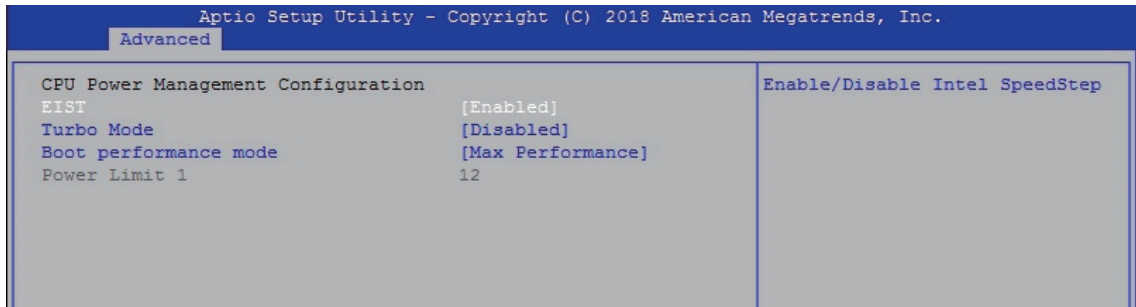 Aptio Setup Utility - Copyright (C) 2018 American Megatrends, Inc.
Advanced
CPU Power Management Configuration
EIST [Enabled]
Turbo Mode [Disabled]
Boot performance mode [Max Performance]
Power Limit 1 12
Enable/Disable Intel SpeedStep